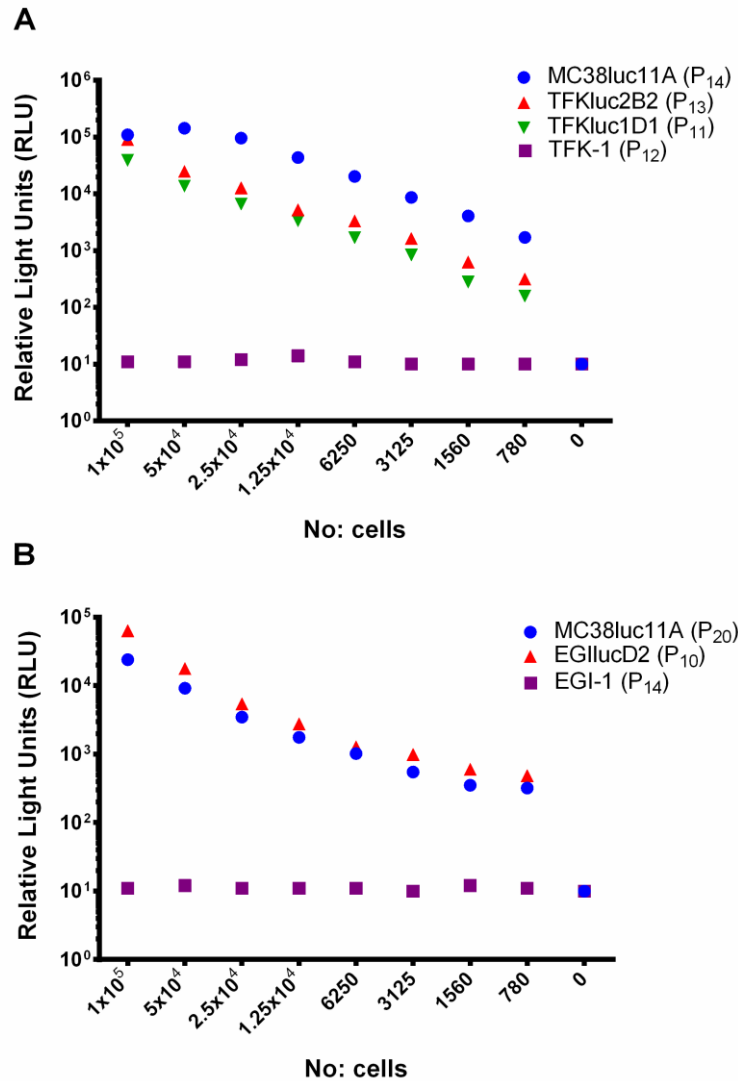 A
Relative Light Units (RLU)
10⁶
10⁵
10⁴
10³
10²
10¹
10⁰
MC38luc11A (P₁₄)
TFKluc2B2 (P₁₃)
TFKluc1D1 (P₁₁)
TFK-1 (P₁₂)
1x10⁵
5x10⁴
2.5x10⁴
1.25x10⁴
6250
3125
1560
780
0
No: cells
B
Relative Light Units (RLU)
10⁵
10⁴
10³
10²
10¹
10⁰
MC38luc11A (P₂₀)
EGIlucD2 (P₁₀)
EGI-1 (P₁₄)
1x10⁵
5x10⁴
2.5x10⁴
1.25x10⁴
6250
3125
1560
780
0
No: cells